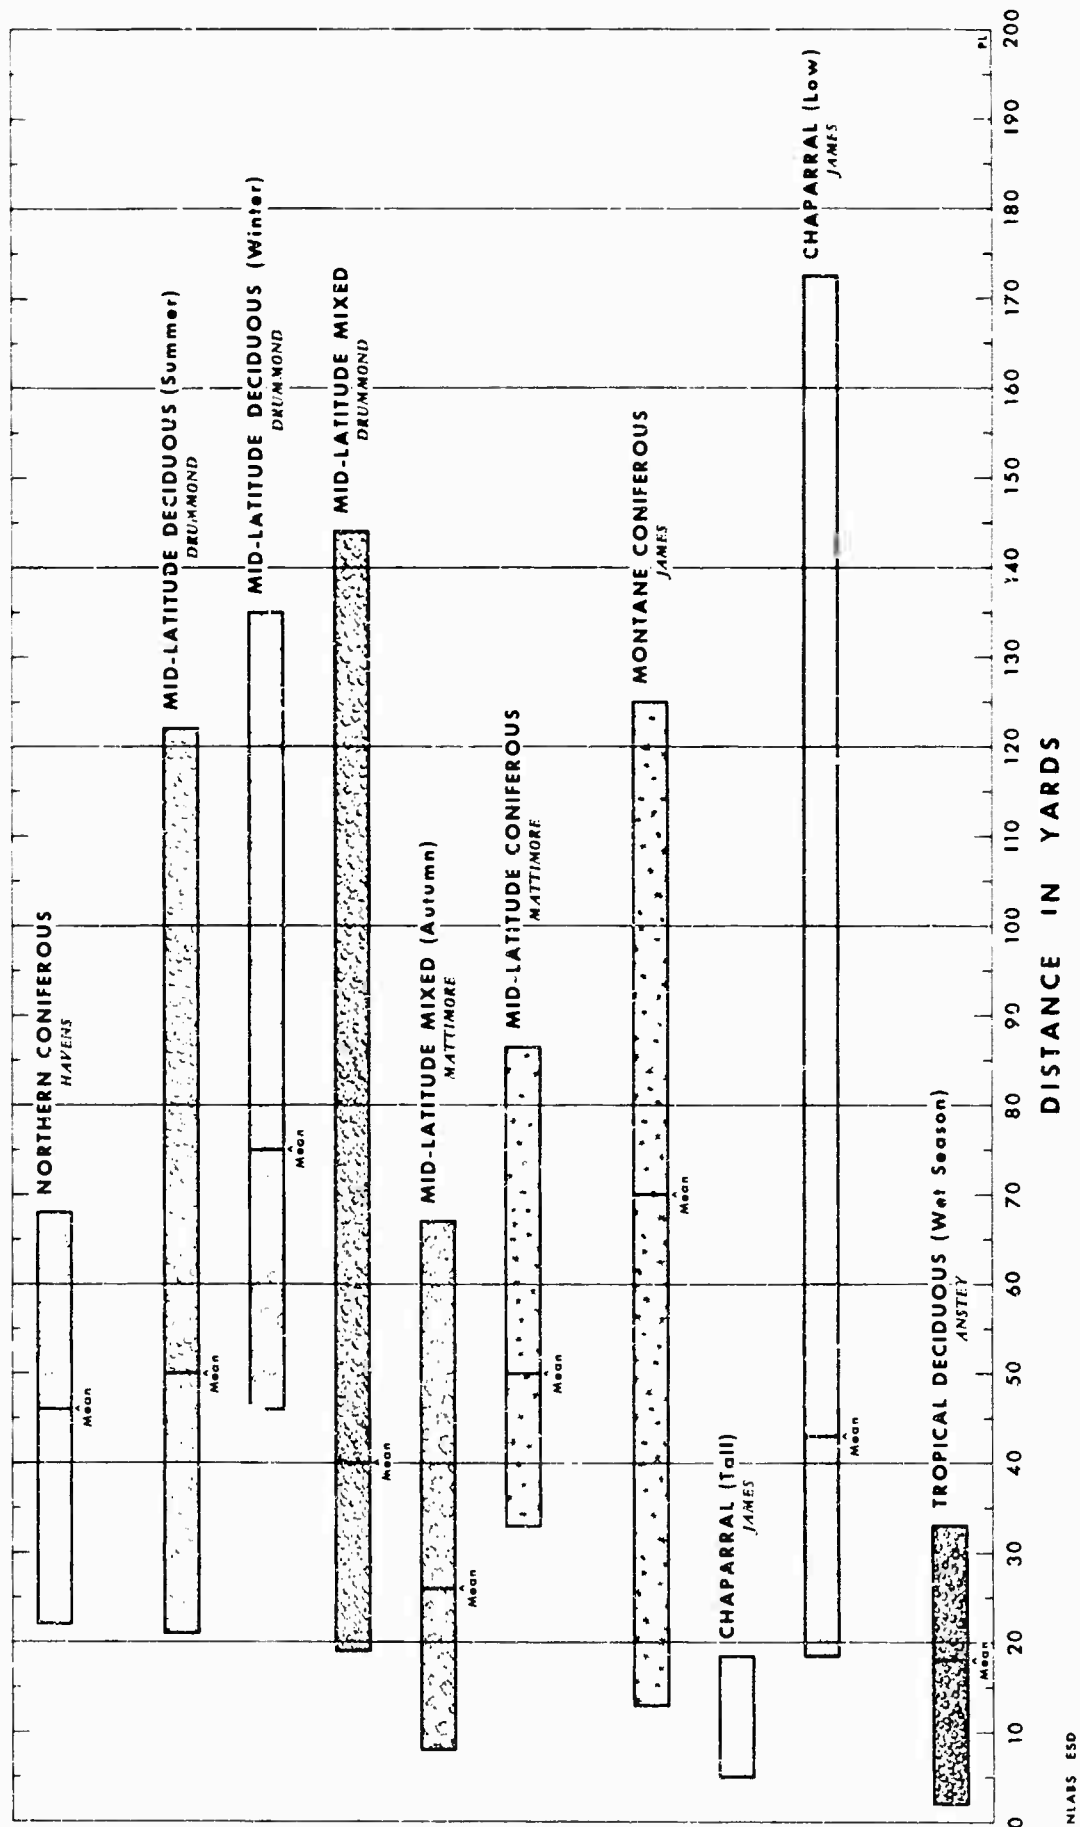 NORTHERN CONIFEROUS
HAVENS
Mean
MID-LATITUDE DECIDUOUS (Summer)
DRUMMOND
Mean
MID-LATITUDE DECIDUOUS (Winter)
DRUMMOND
Mean
MID-LATITUDE MIXED
DRUMMOND
Mean
MID-LATITUDE MIXED (Autumn)
MATTIMORE
Mean
MID-LATITUDE CONIFEROUS
MATTIMORE
Mean
MONTANE CONIFEROUS
JAMES
Mean
CHAPARRAL (Tall)
JAMES
CHAPARRAL (Low)
JAMES
Mean
TROPICAL DECIDUOUS (Wet Season)
ANSTEY
Mean
PL
0 10 20 30 40 50 60 70 80 90 100 110 120 130 140 150 160 170 180 190 200
DISTANCE IN YARDS
NLABS ESD